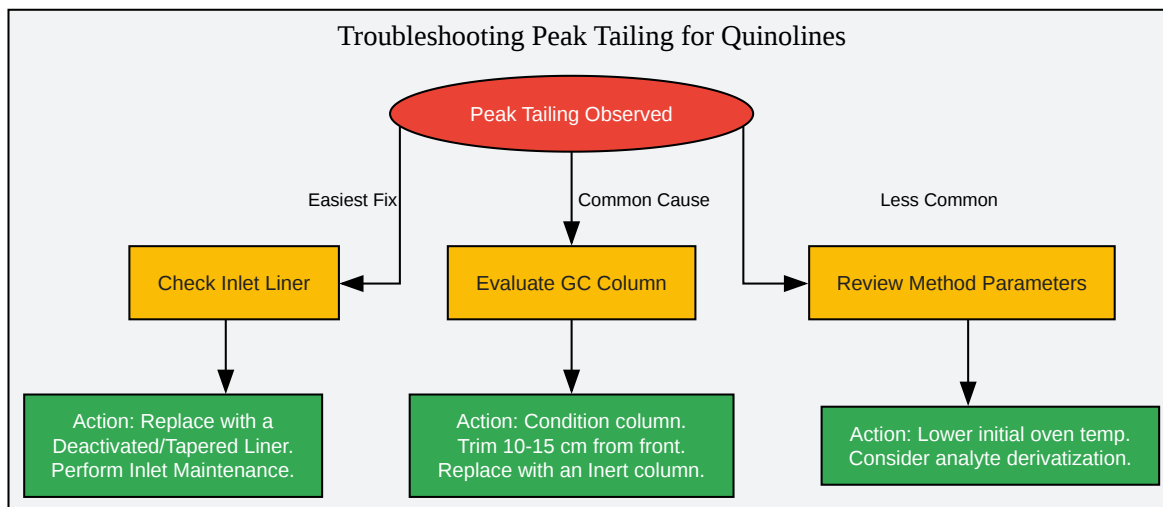 Troubleshooting Peak Tailing for Quinolines
Peak Tailing Observed
Easiest Fix
Common Cause
Less Common
Check Inlet Liner
Evaluate GC Column
Review Method Parameters
Action: Replace with a
Deactivated/Tapered Liner.
Perform Inlet Maintenance.
Action: Condition column.
Trim 10-15 cm from front.
Replace with an Inert column.
Action: Lower initial oven temp.
Consider analyte derivatization.